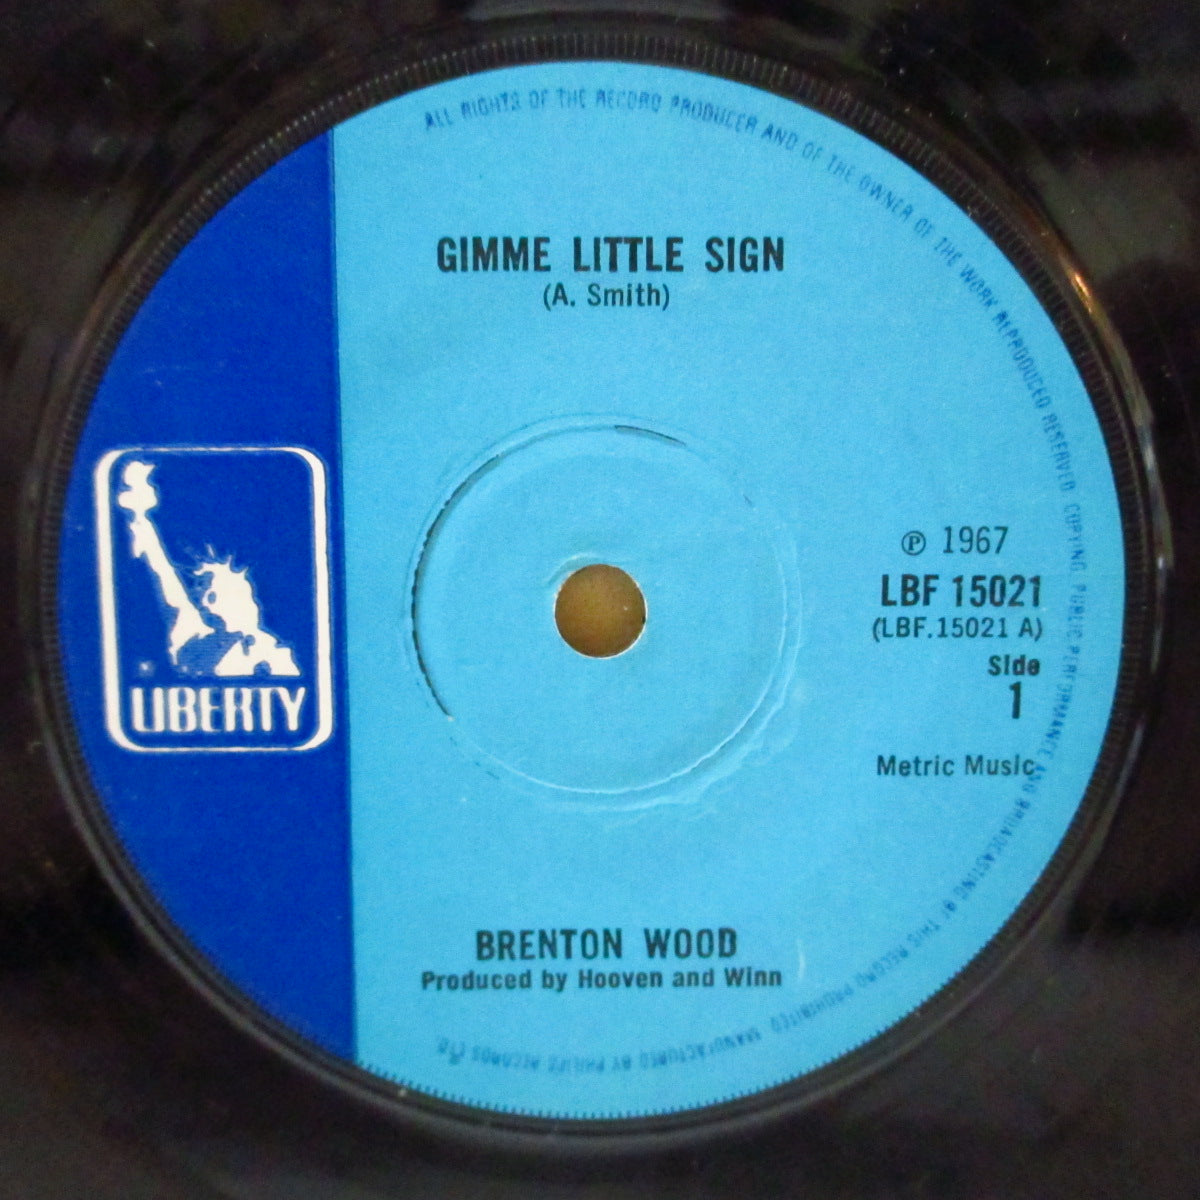 ALL RIGHTS OF THE RECORD PRODUCER AND OF THE OWNER OF THE WORK REPRODUCED RESERVED COPYING, PUBLIC PERFORMANCE AND BROADCASTING OF THIS RECORD PROHIBITED. MANUFACTURED BY PHILIPS RECORDS LTD.
GIMME LITTLE SIGN
(A. Smith)
LIBERTY
℗ 1967
LBF 15021
(LBF.15021 A)
Side
1
Metric Music
BRENTON WOOD
Produced by Hooven and Winn